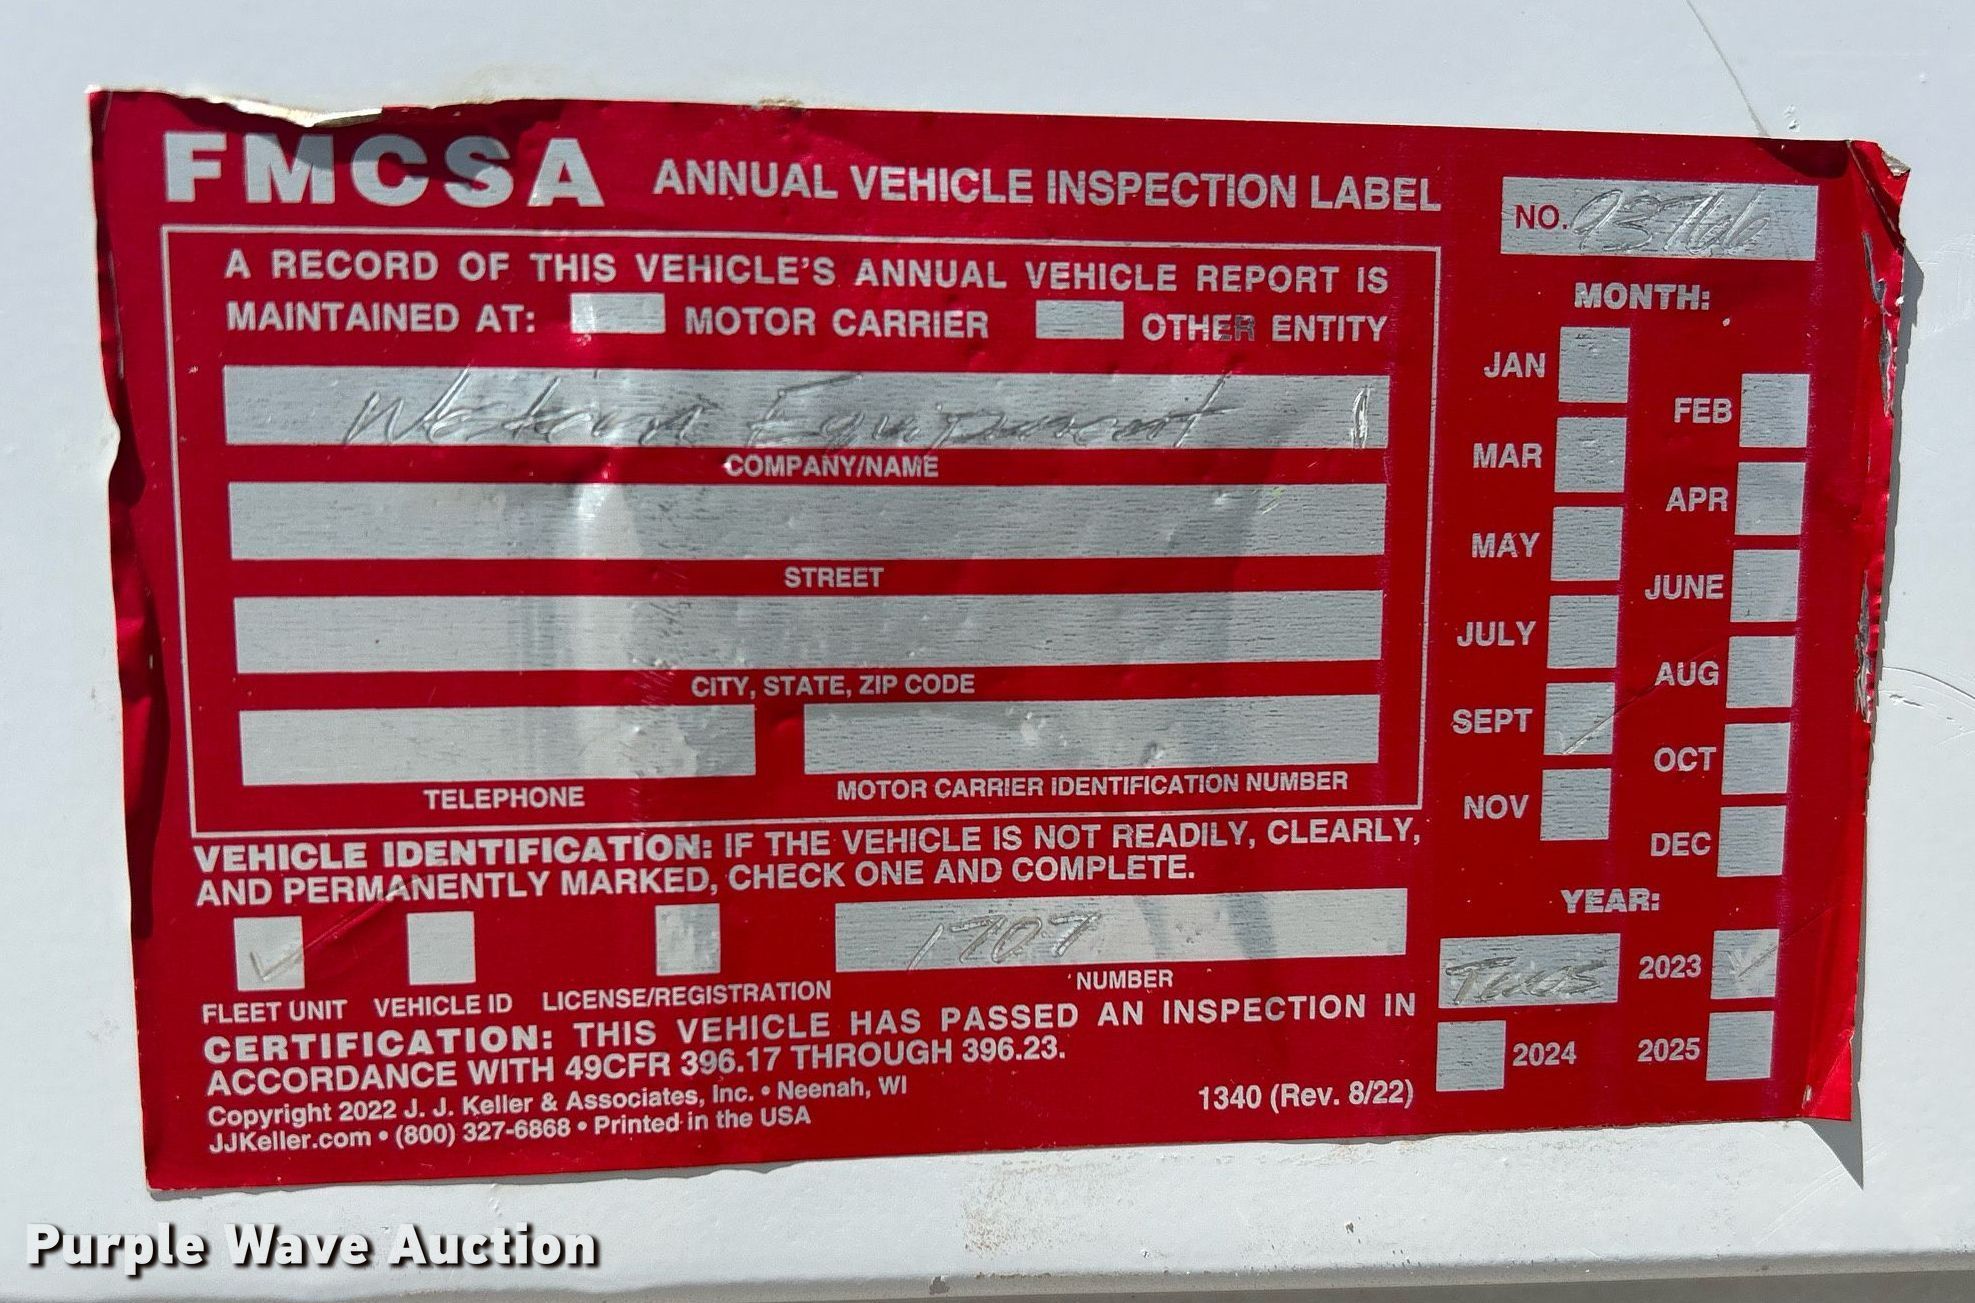 FMCSA ANNUAL VEHICLE INSPECTION LABEL
NO.
A RECORD OF THIS VEHICLE'S ANNUAL VEHICLE REPORT IS
MAINTAINED AT: MOTOR CARRIER OTHER ENTITY
Western Equipment
COMPANY/NAME
STREET
CITY, STATE, ZIP CODE
TELEPHONE MOTOR CARRIER IDENTIFICATION NUMBER
MONTH:
JAN
FEB
MAR
APR
MAY
JUNE
JULY
AUG
SEPT
OCT
NOV
DEC
VEHICLE IDENTIFICATION: IF THE VEHICLE IS NOT READILY, CLEARLY,
AND PERMANENTLY MARKED, CHECK ONE AND COMPLETE.
1707
FLEET UNIT VEHICLE ID LICENSE/REGISTRATION NUMBER
YEAR:
2023
2024 2025
CERTIFICATION: THIS VEHICLE HAS PASSED AN INSPECTION IN
ACCORDANCE WITH 49CFR 396.17 THROUGH 396.23.
Copyright 2022 J. J. Keller & Associates, Inc. • Neenah, WI
JJKeller.com • (800) 327-6868 • Printed in the USA
1340 (Rev. 8/22)
Purple Wave Auction